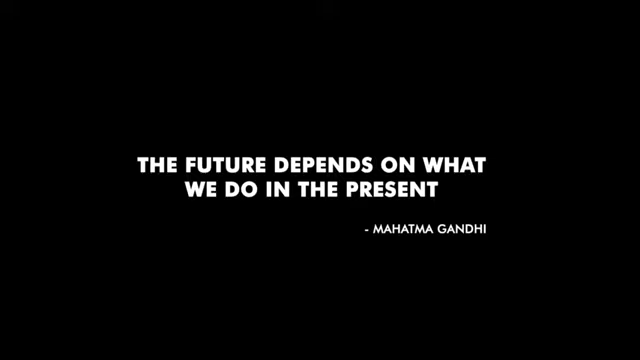 THE FUTURE DEPENDS ON WHAT
WE DO IN THE PRESENT
- MAHATMA GANDHI